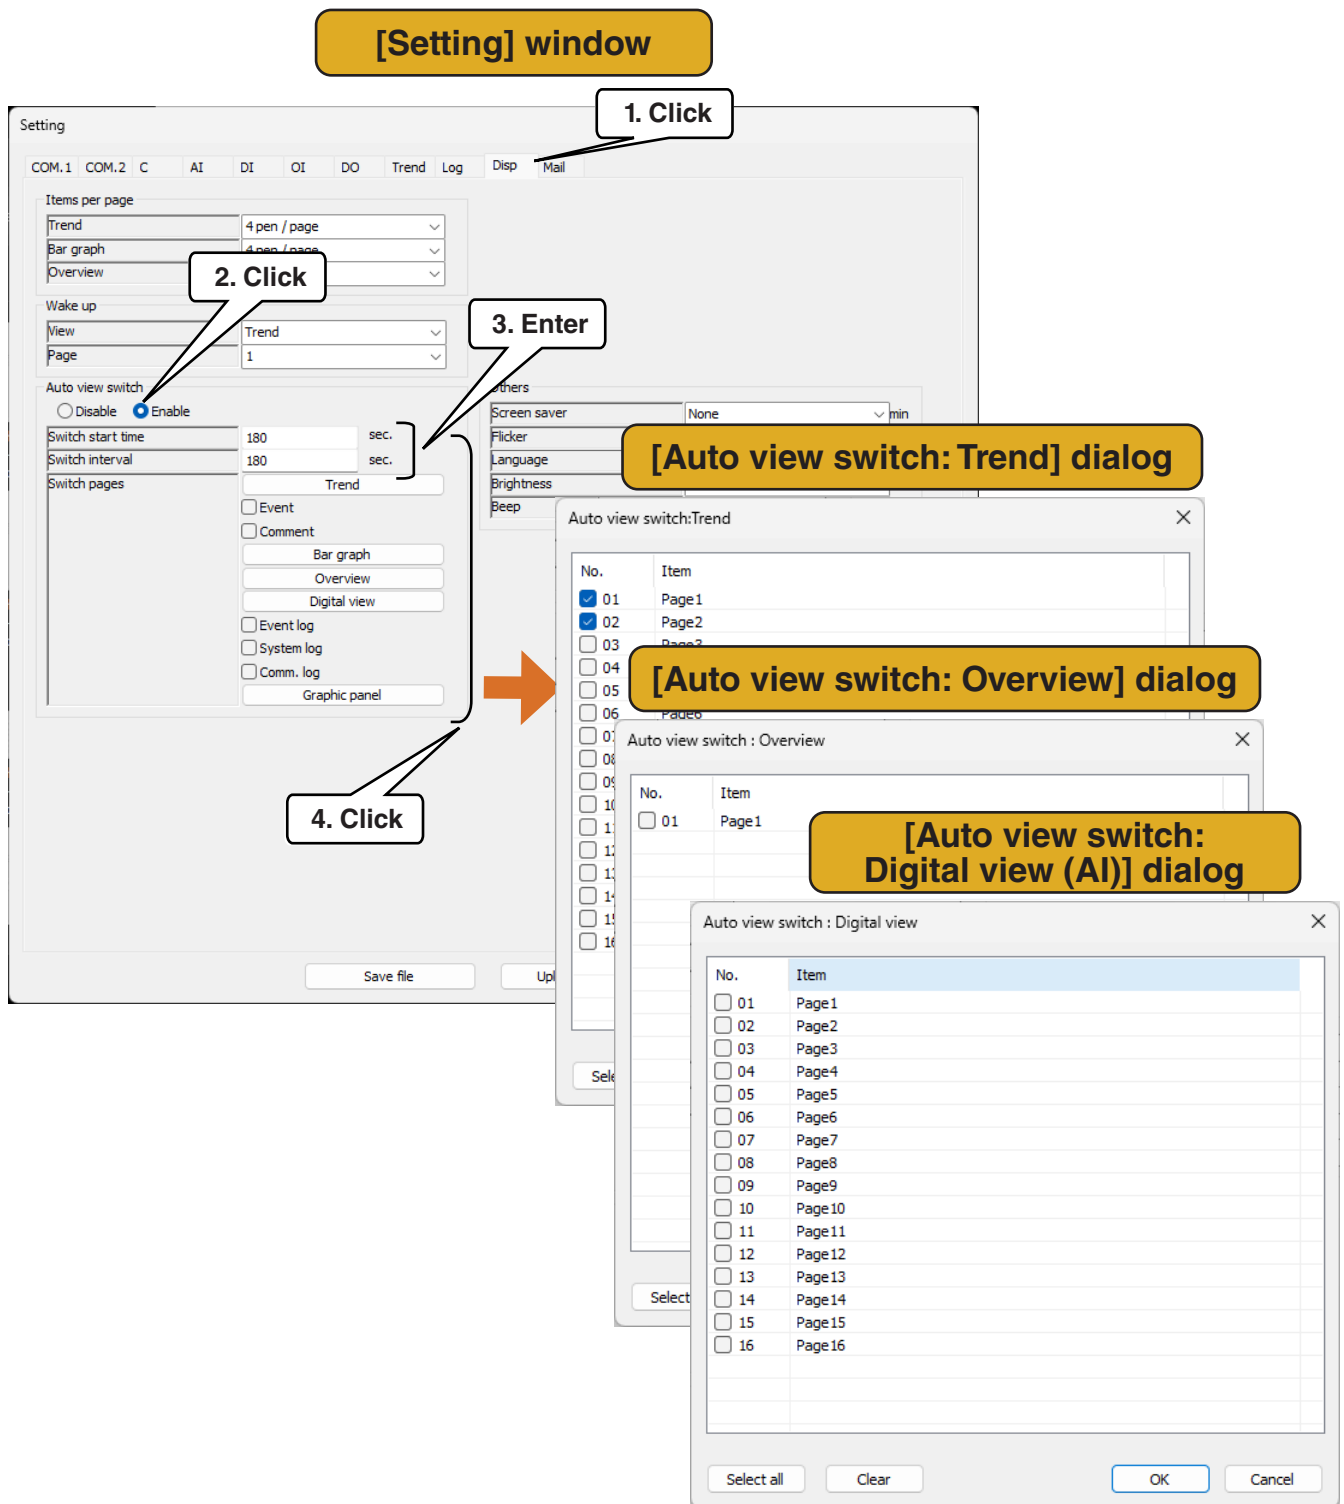 [Setting] window
1. Click
Setting
COM.1 COM.2 C AI DI OI DO Trend Log Disp Mail
Items per page
Trend 4 pen / page
Bar graph 4 pen / page
Overview
2. Click
Wake up
View Trend
Page 1
3. Enter
Auto view switch
Disable Enable
Switch start time 180 sec.
Switch interval 180 sec.
Switch pages Trend
Event
Comment
Bar graph
Overview
Digital view
Event log
System log
Comm. log
Graphic panel
4. Click
Others
Screen saver None min
Flicker
Language
Brightness
Beep
Save file
[Auto view switch: Trend] dialog
Auto view switch:Trend
No. Item
01 Page1
02 Page2
03 Page3
04
05
06 Page6
[Auto view switch: Overview] dialog
Auto view switch : Overview
No. Item
01 Page1
Select
[Auto view switch:
Digital view (AI)] dialog
Auto view switch : Digital view
No. Item
01 Page1
02 Page2
03 Page3
04 Page4
05 Page5
06 Page6
07 Page7
08 Page8
09 Page9
10 Page10
11 Page11
12 Page12
13 Page13
14 Page14
15 Page15
16 Page16
Select all Clear OK Cancel